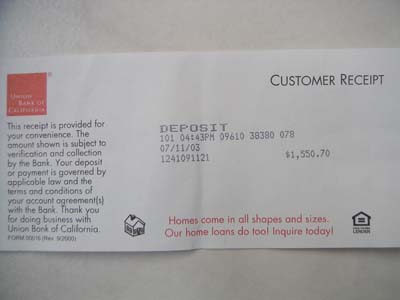 CUSTOMER RECEIPT
UNION
BANK OF
CALIFORNIA
This receipt is provided for
your convenience. The
amount shown is subject to
verification and collection
by the Bank. Your deposit
or payment is governed by
applicable law and the
terms and conditions of
your account agreement(s)
with the Bank. Thank you
for doing business with
Union Bank of California.
FORM 00016 (Rev. 9/2000)
DEPOSIT
101 04:43PM 09610 38380 078
07/11/03 $1,550.70
1241091121
Homes come in all shapes and sizes.
Our home loans do too! Inquire today!
LENDER